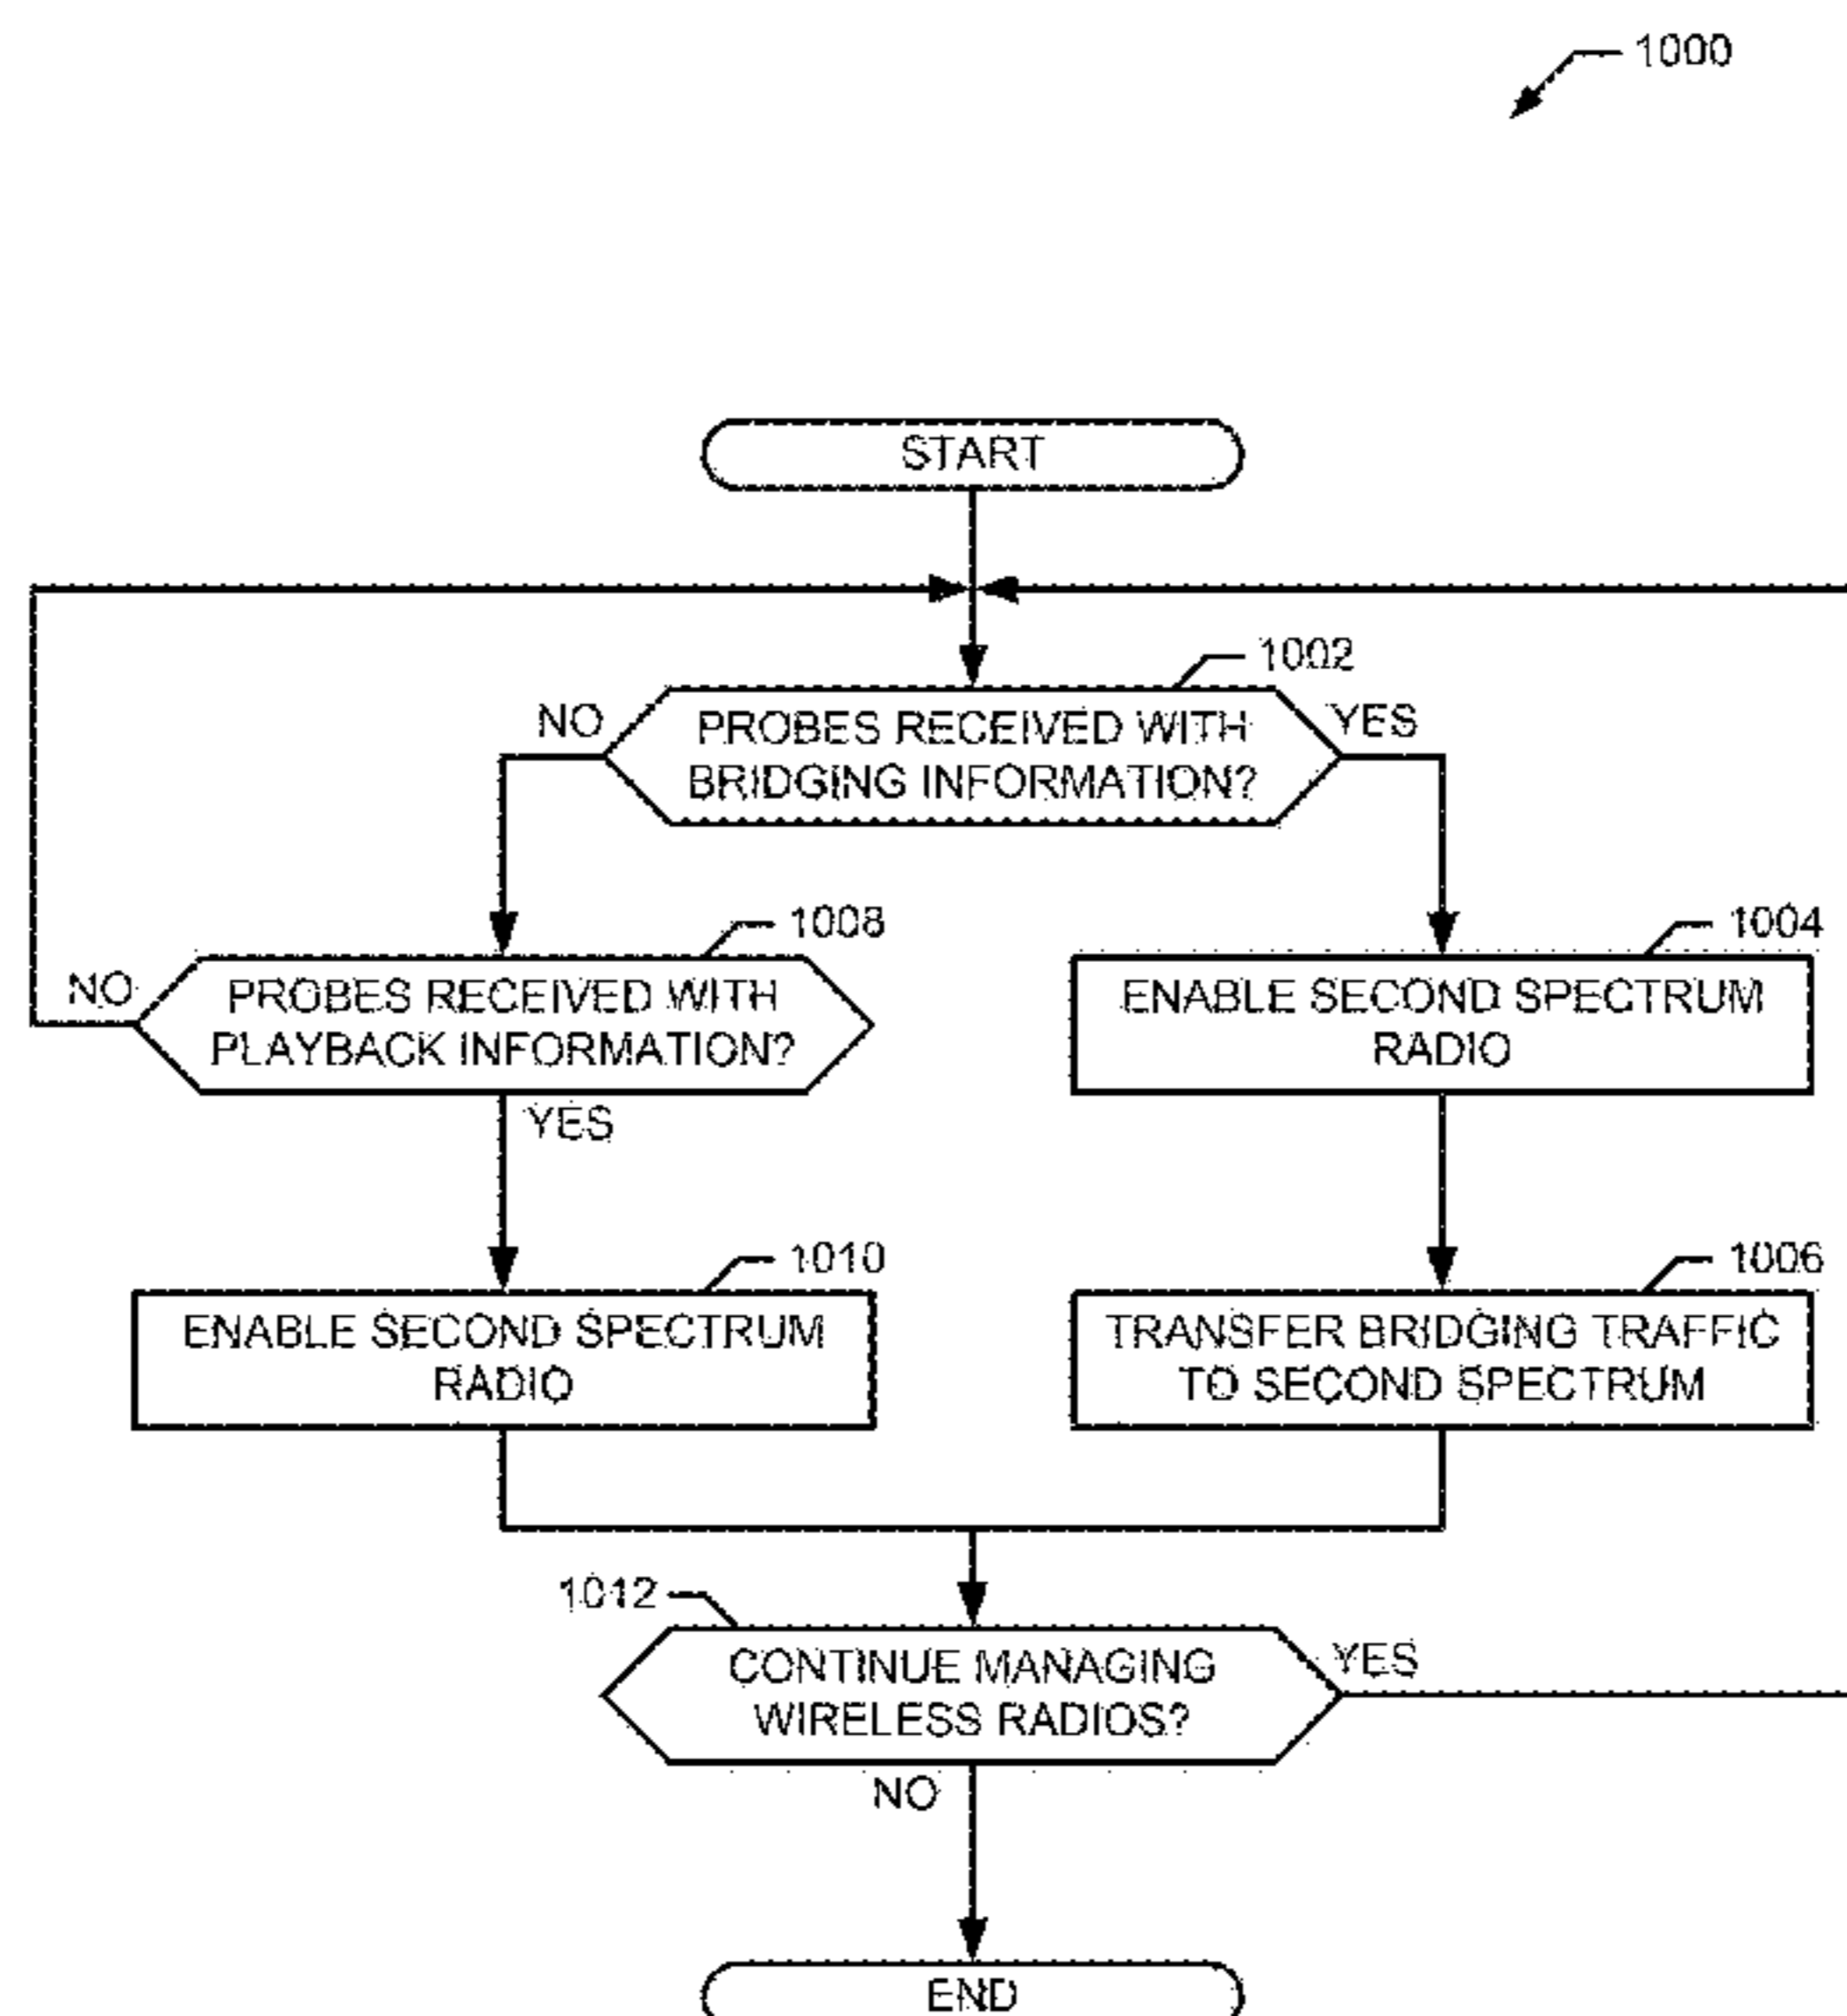 1000
START
1002
NO
PROBES RECEIVED WITH
BRIDGING INFORMATION?
YES
1008
NO
PROBES RECEIVED WITH
PLAYBACK INFORMATION?
YES
1004
ENABLE SECOND SPECTRUM
RADIO
1010
ENABLE SECOND SPECTRUM
RADIO
1006
TRANSFER BRIDGING TRAFFIC
TO SECOND SPECTRUM
1012
CONTINUE MANAGING
WIRELESS RADIOS?
YES
NO
END